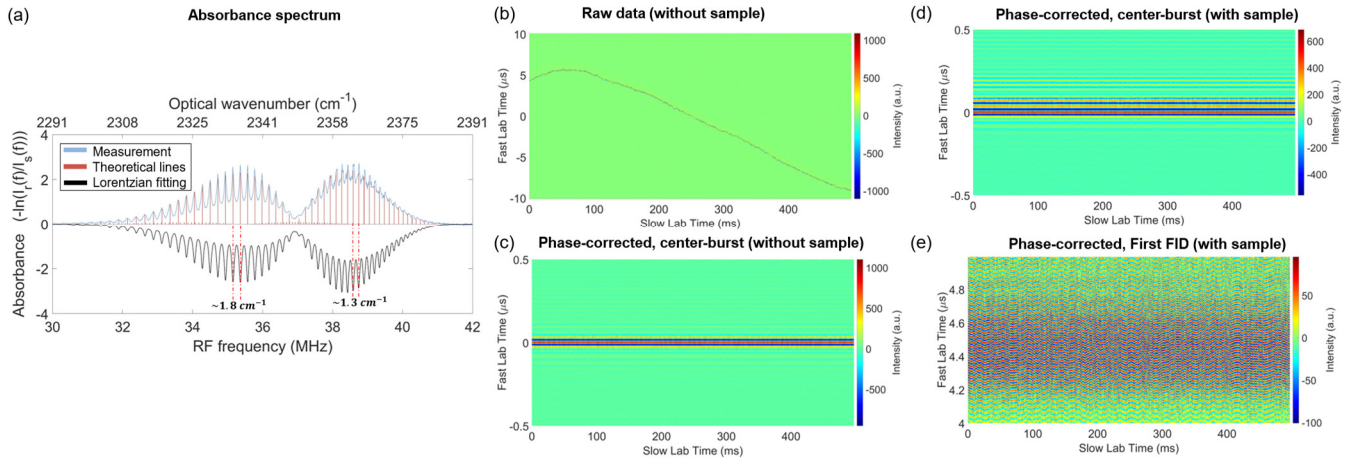 (a)
Absorbance spectrum
Optical wavenumber (cm⁻¹)
2291 2308 2325 2341 2358 2375 2391
Absorbance (-ln(I_r(f)/I_s(f)))
4
2
0
-2
-4
Measurement
Theoretical lines
Lorentzian fitting
~1.8 cm⁻¹
~1.3 cm⁻¹
30 32 34 36 38 40 42
RF frequency (MHz)
(b)
Raw data (without sample)
Fast Lab Time (μs)
10
5
0
-5
-10
0 100 200 300 400
Slow Lab Time (ms)
1000
500
0
-500
-1000
Intensity (a.u.)
(c)
Phase-corrected, center-burst (without sample)
Fast Lab Time (μs)
0.5
0
-0.5
0 100 200 300 400
Slow Lab Time (ms)
1000
500
0
-500
Intensity (a.u.)
(d)
Phase-corrected, center-burst (with sample)
Fast Lab Time (μs)
0.5
0
-0.5
0 100 200 300 400
Slow Lab Time (ms)
600
400
200
0
-200
-400
Intensity (a.u.)
(e)
Phase-corrected, First FID (with sample)
Fast Lab Time (μs)
4.8
4.6
4.4
4.2
4
0 100 200 300 400
Slow Lab Time (ms)
50
0
-50
-100
Intensity (a.u.)